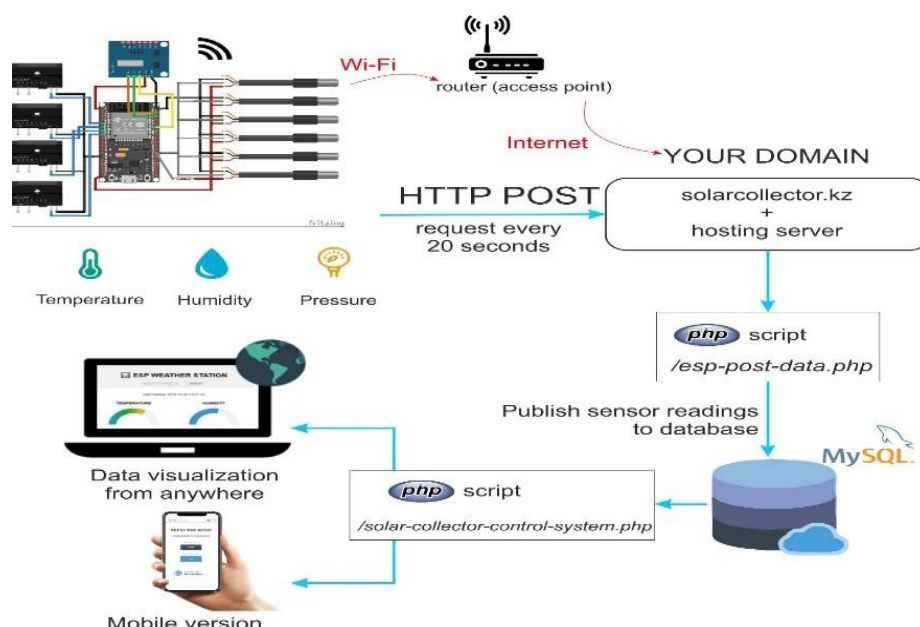 Wi-Fi
router (access point)
Internet
YOUR DOMAIN
HTTP POST
request every
20 seconds
solarcollector.kz
+
hosting server
fritzing
Temperature
Humidity
Pressure
php script
/esp-post-data.php
Publish sensor readings
to database
MySQL
ESP WEATHER STATION
TEMPERATURE
HUMIDITY
Data visualization
from anywhere
php script
/solar-collector-control-system.php
Mobile version